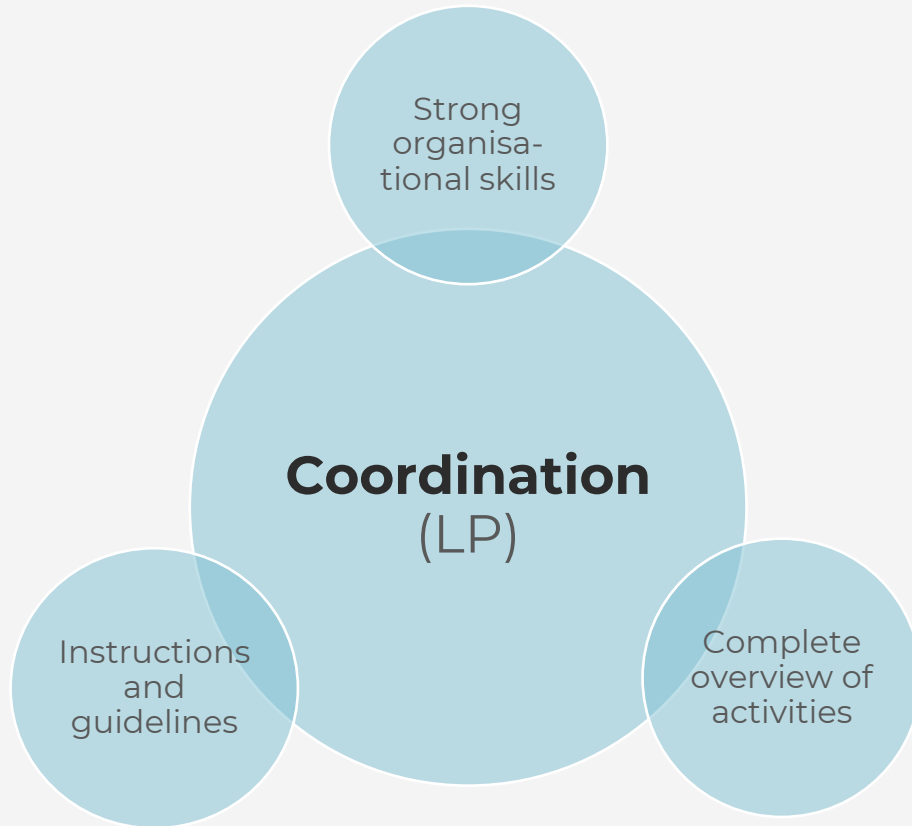 Strong
organisa-
tional skills
Coordination
(LP)
Instructions
and
guidelines
Complete
overview of
activities